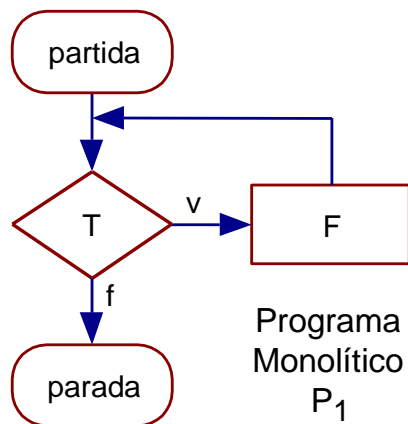 partida
T
v
F
f
parada
Programa
Monolítico
P₁